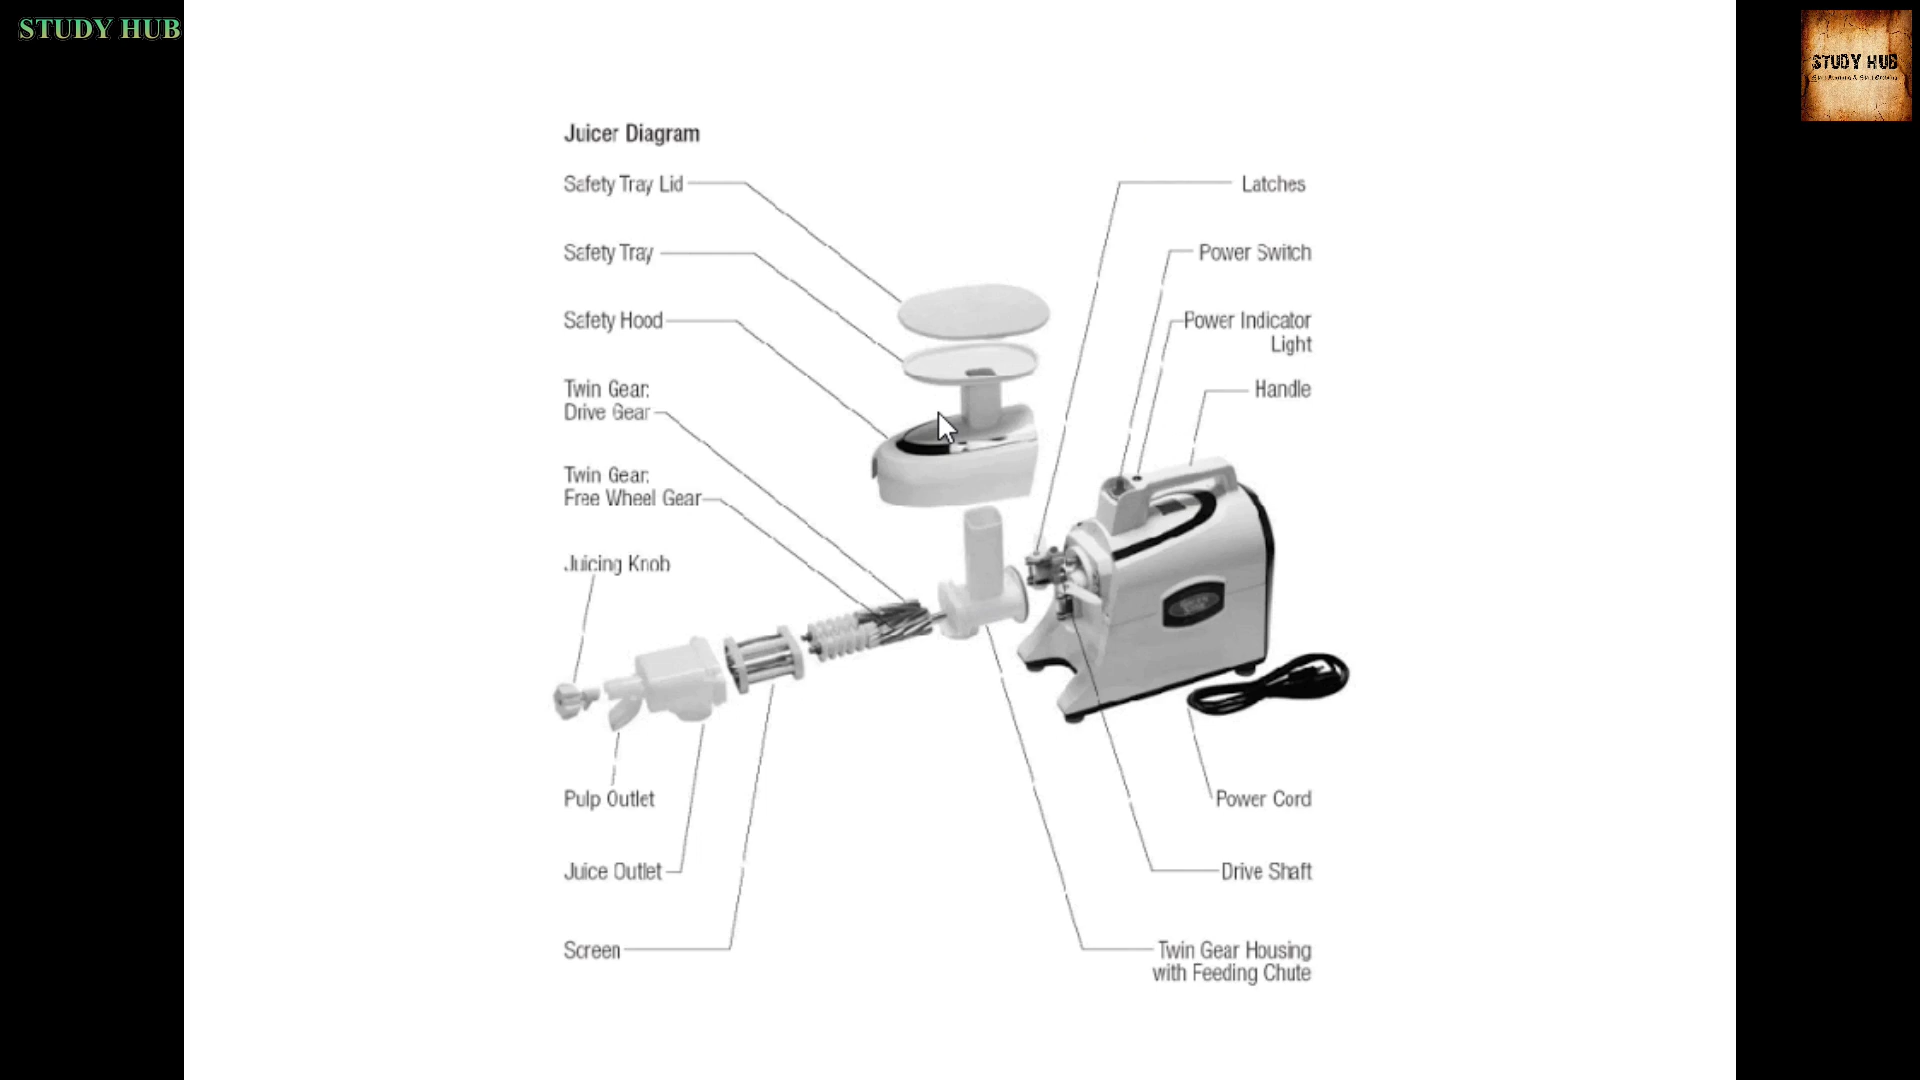 STUDY HUB
STUDY HUB
Juicer Diagram
Safety Tray Lid
Safety Tray
Safety Hood
Twin Gear:
Drive Gear
Twin Gear:
Free Wheel Gear
Juicing Knob
Pulp Outlet
Juice Outlet
Screen
Latches
Power Switch
Power Indicator
Light
Handle
Power Cord
Drive Shaft
Twin Gear Housing
with Feeding Chute